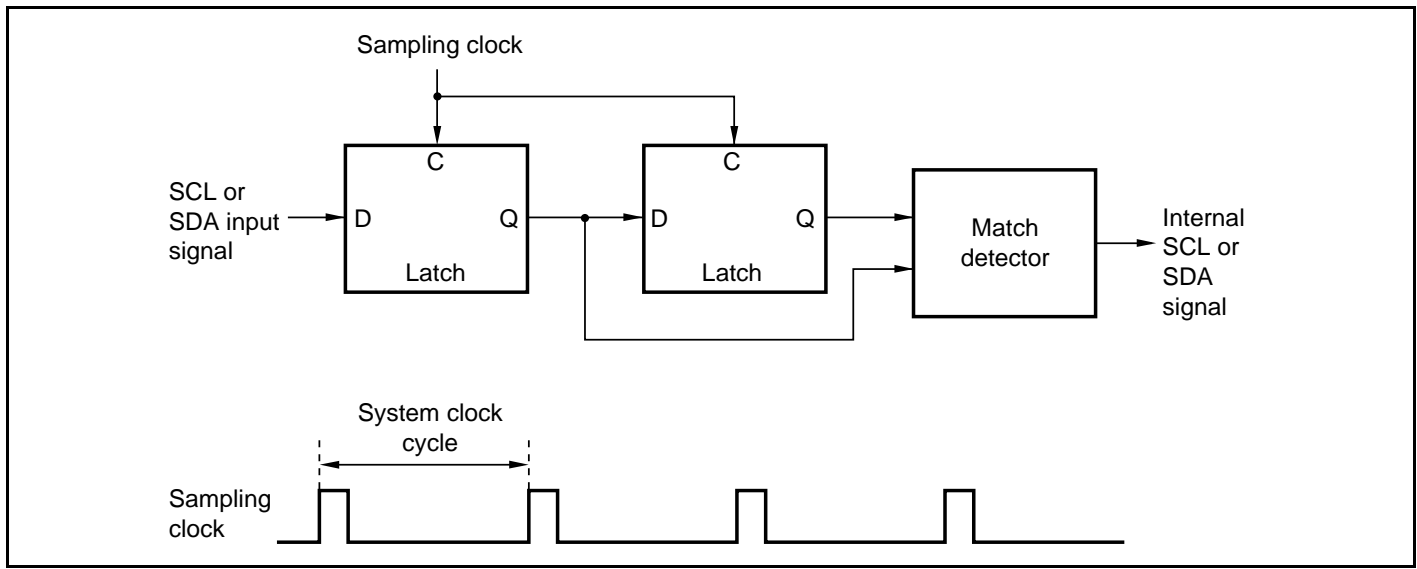 Sampling clock
C
C
SCL or
SDA input
signal
D
Q
Latch
D
Q
Latch
Match
detector
Internal
SCL or
SDA
signal
System clock
cycle
Sampling
clock